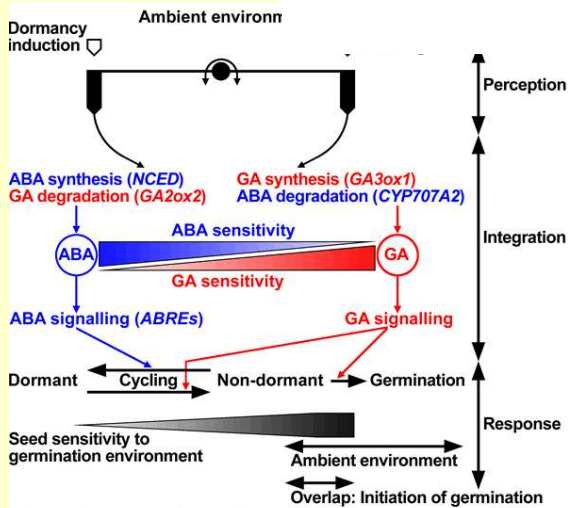 Ambient environm
Dormancy
induction
Perception
ABA synthesis (NCED)
GA degradation (GA2ox2)
GA synthesis (GA3ox1)
ABA degradation (CYP707A2)
ABA sensitivity
ABA
GA
GA sensitivity
Integration
ABA signalling (ABREs)
GA signalling
Dormant
Cycling
Non-dormant
Germination
Seed sensitivity to
germination environment
Response
Ambient environment
Overlap: Initiation of germination